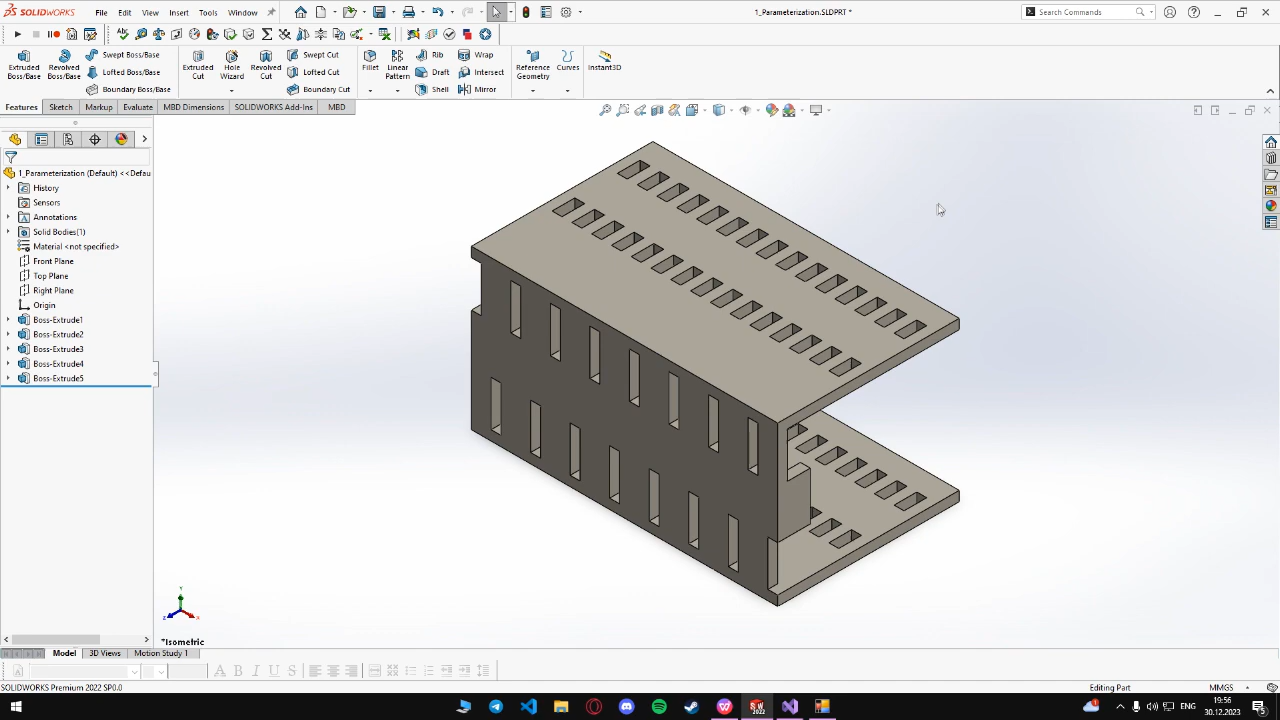 SOLIDWORKS
File Edit View Insert Tools Window
1_Parameterization.SLDPRT *
Search Commands
Extruded Boss/Base
Revolved Boss/Base
Swept Boss/Base
Lofted Boss/Base
Boundary Boss/Base
Extruded Cut
Hole Wizard
Revolved Cut
Swept Cut
Lofted Cut
Boundary Cut
Fillet
Linear Pattern
Rib
Draft
Shell
Wrap
Intersect
Mirror
Reference Geometry
Curves
Instant3D
Features Sketch Markup Evaluate MBD Dimensions SOLIDWORKS Add-Ins MBD
1_Parameterization (Default) <<Defau
History
Sensors
Annotations
Solid Bodies(1)
Material <not specified>
Front Plane
Top Plane
Right Plane
Origin
Boss-Extrude1
Boss-Extrude2
Boss-Extrude3
Boss-Extrude4
Boss-Extrude5
Y
Z X
*Isometric
Model 3D Views Motion Study 1
A B I U S
SOLIDWORKS Premium 2022 SP0.0
Editing Part MMGS
ENG
19:56
30.12.2023